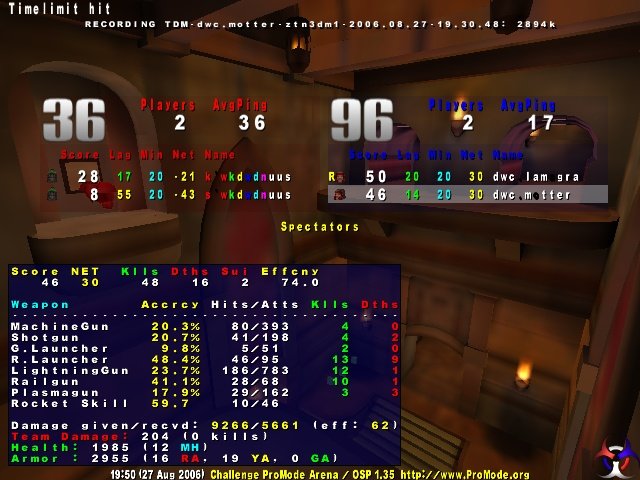 Timelimit hit
RECORDING TDM-dwc.motter-ztn3dm1-2006.08.27-19.30.48: 2894k
36 Players AvgPing
2 36
96 Players AvgPing
2 17
Score Lag Min Net Name
28 17 20 -21 k wkdwdnuus
8 55 20 -43 s wkdwdnuus
Score Lag Min Net Name
R 50 20 20 30 dwc lam gra
46 14 20 30 dwc.motter
Spectators
Score NET Klls Dths Sui Effcny
46 30 48 16 2 74.0
Weapon Accrcy Hits/Atts Klls Dths
MachineGun 20.3% 80/393 4 0
Shotgun 20.7% 41/198 4 2
G.Launcher 9.8% 5/51 2 0
R.Launcher 48.4% 46/95 13 9
LightningGun 23.7% 186/783 12 1
Railgun 41.1% 28/68 10 1
Plasmagun 17.9% 29/162 3 3
Rocket Skill 59.7 10/46
Damage given/recvd: 9266/5661 (eff: 62)
Team Damage: 204 (0 kills)
Health: 1985 (12 MH)
Armor : 2955 (16 RA, 19 YA, 0 GA)
19:50 (27 Aug 2006) Challenge ProMode Arena / OSP 1.35 http://www.ProMode.org